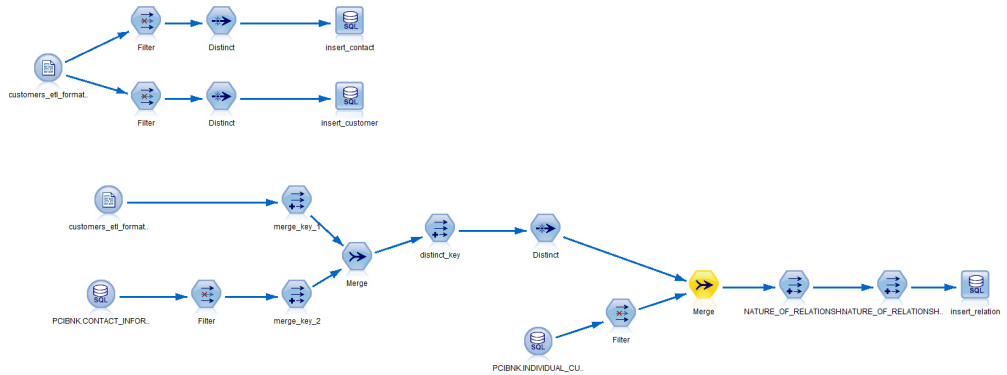 SQL
Filter
Distinct
insert_contact
customers_etl_format..
SQL
Filter
Distinct
insert_customer
customers_etl_format..
merge_key_1
distinct_key
Distinct
Merge
SQL
PCIBNK.CONTACT_INFOR..
Filter
merge_key_2
Merge
SQL
NATURE_OF_RELATIONSH..
NATURE_OF_RELATIONSH..
insert_relation
Filter
SQL
PCIBNK.INDIVIDUAL_CU..